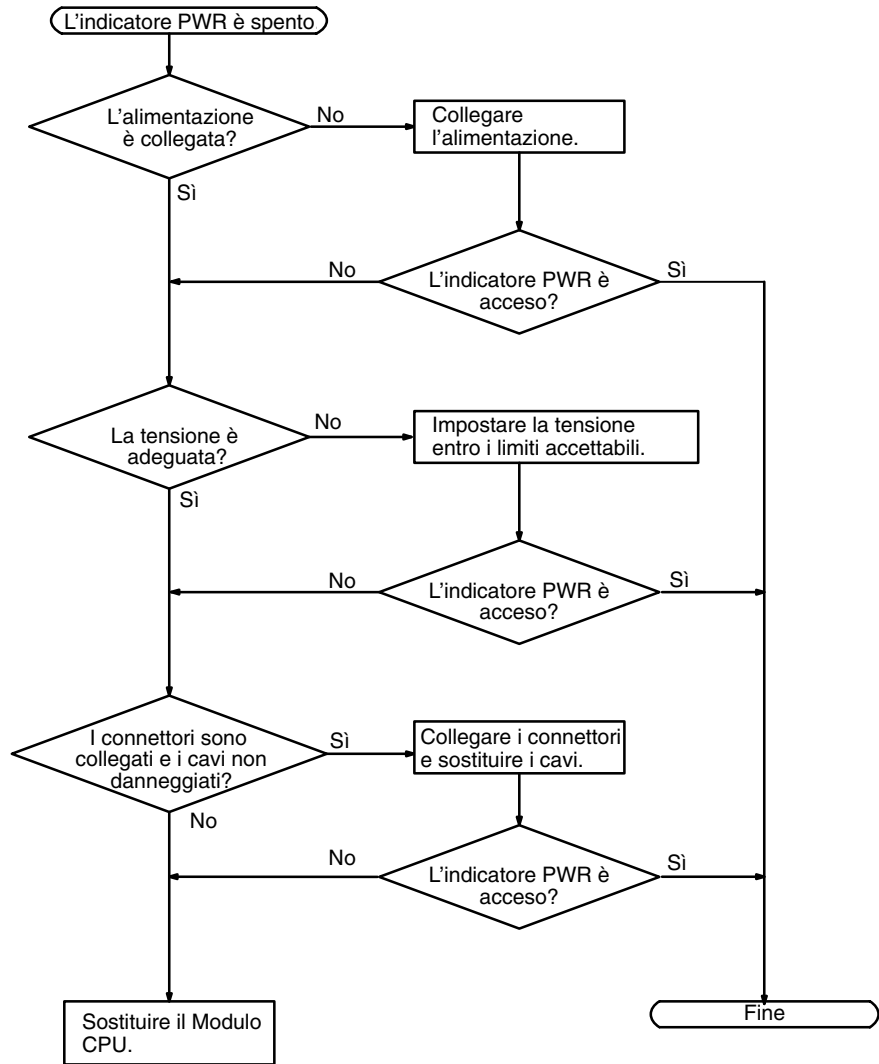 L'indicatore PWR è spento
L'alimentazione
è collegata?
No
Collegare
l'alimentazione.
Sì
No
L'indicatore PWR è
acceso?
Sì
La tensione è
adeguata?
No
Impostare la tensione
entro i limiti accettabili.
Sì
No
L'indicatore PWR è
acceso?
Sì
I connettori sono
collegati e i cavi non
danneggiati?
Sì
Collegare i connettori
e sostituire i cavi.
No
No
L'indicatore PWR è
acceso?
Sì
Sostituire il Modulo
CPU.
Fine